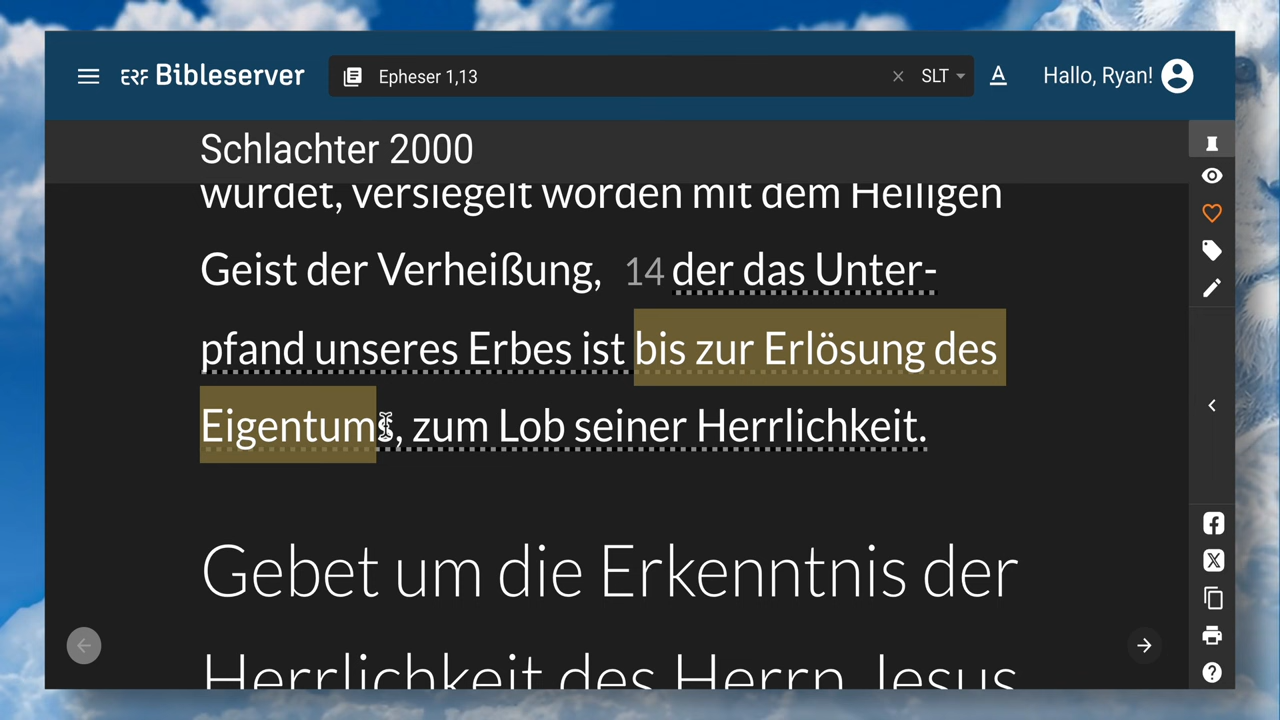 ERF Bibleserver
Epheser 1,13
SLT
A
Hallo, Ryan!
Schlachter 2000
wurdet, versiegelt worden mit dem Heiligen
Geist der Verheißung, 14 der das Unter-
pfand unseres Erbes ist bis zur Erlösung des
Eigentums, zum Lob seiner Herrlichkeit.
Gebet um die Erkenntnis der
Herrlichkeit des Herrn Jesus